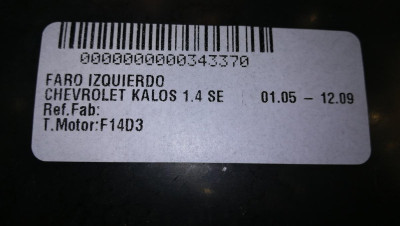 0000000000343370
FARO IZQUIERDO
CHEVROLET KALOS 1.4 SE 01.05 – 12.09
Ref.Fab:
T.Motor:F14D3